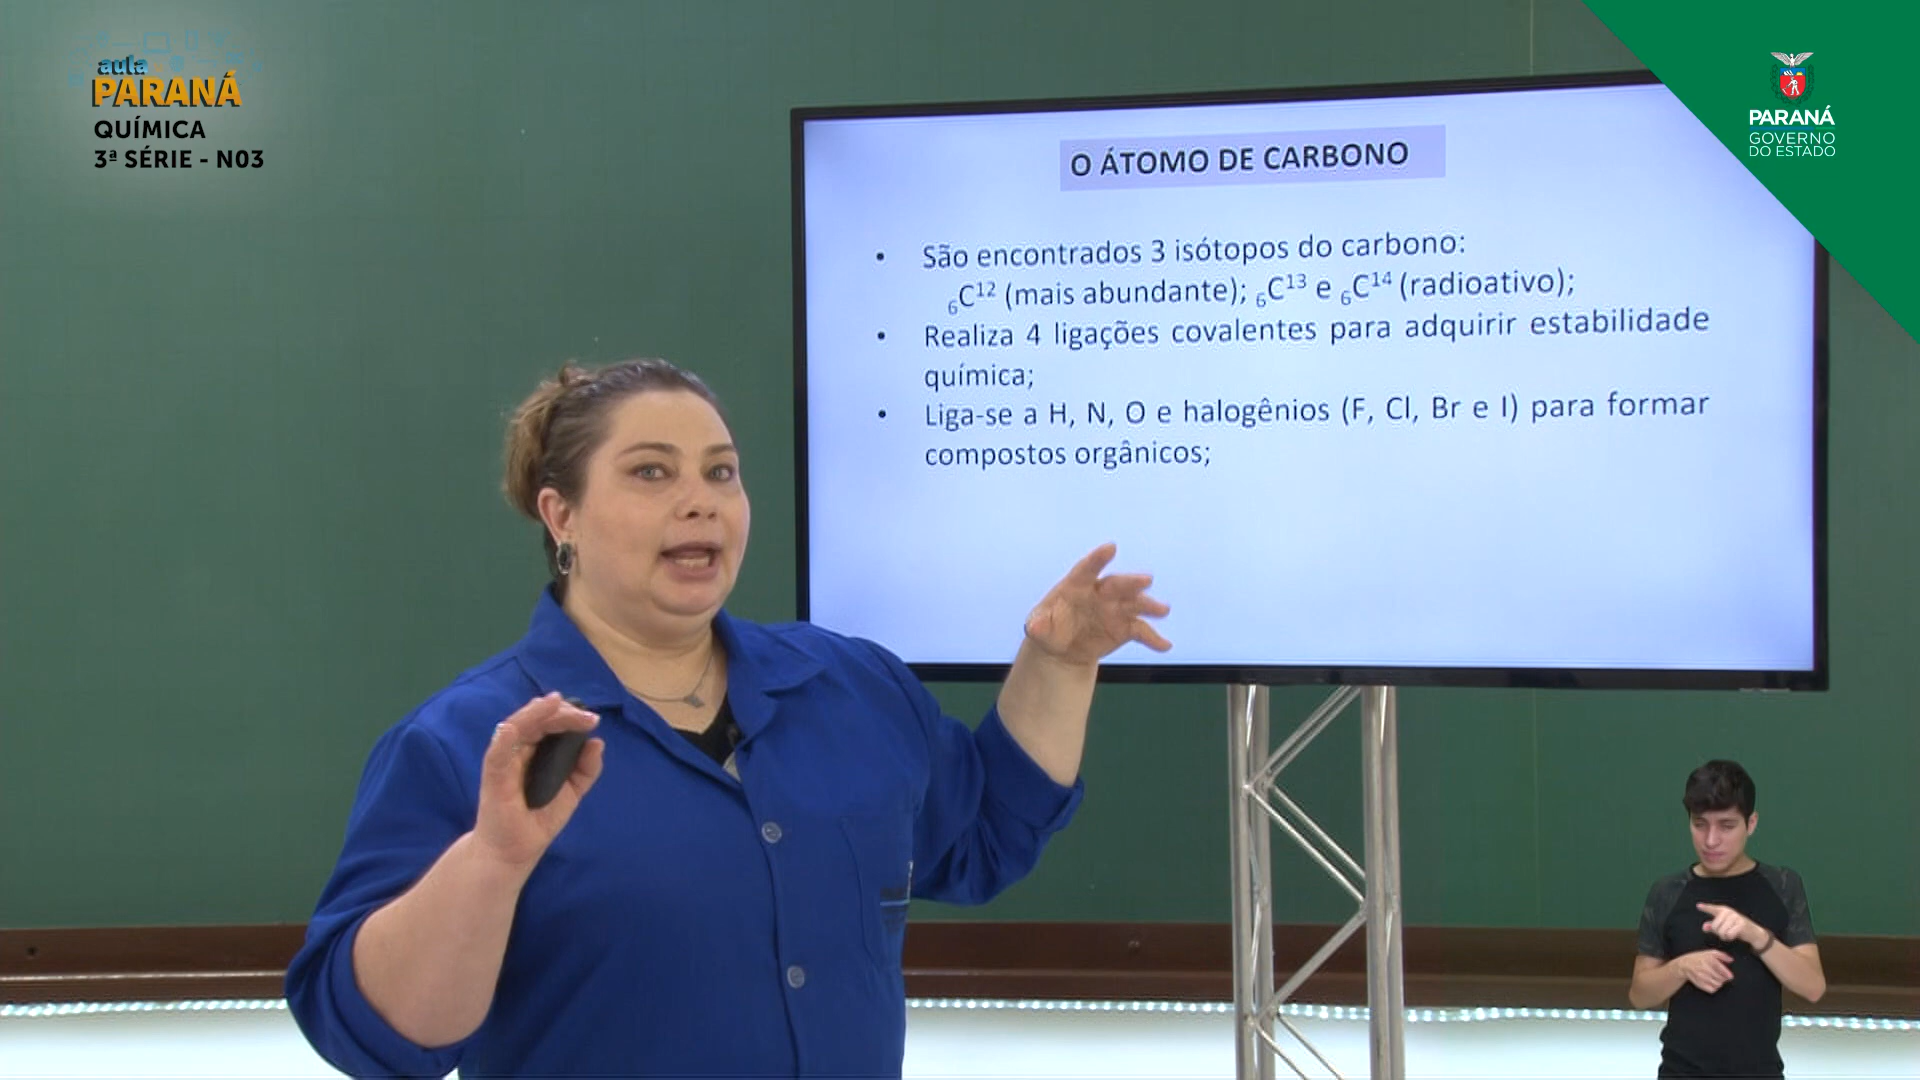 aula
PARANÁ
QUÍMICA
3ª SÉRIE - N03
PARANÁ
GOVERNO
DO ESTADO
O ÁTOMO DE CARBONO
• São encontrados 3 isótopos do carbono:
₆C¹² (mais abundante); ₆C¹³ e ₆C¹⁴ (radioativo);
• Realiza 4 ligações covalentes para adquirir estabilidade
química;
• Liga-se a H, N, O e halogênios (F, Cl, Br e I) para formar
compostos orgânicos;